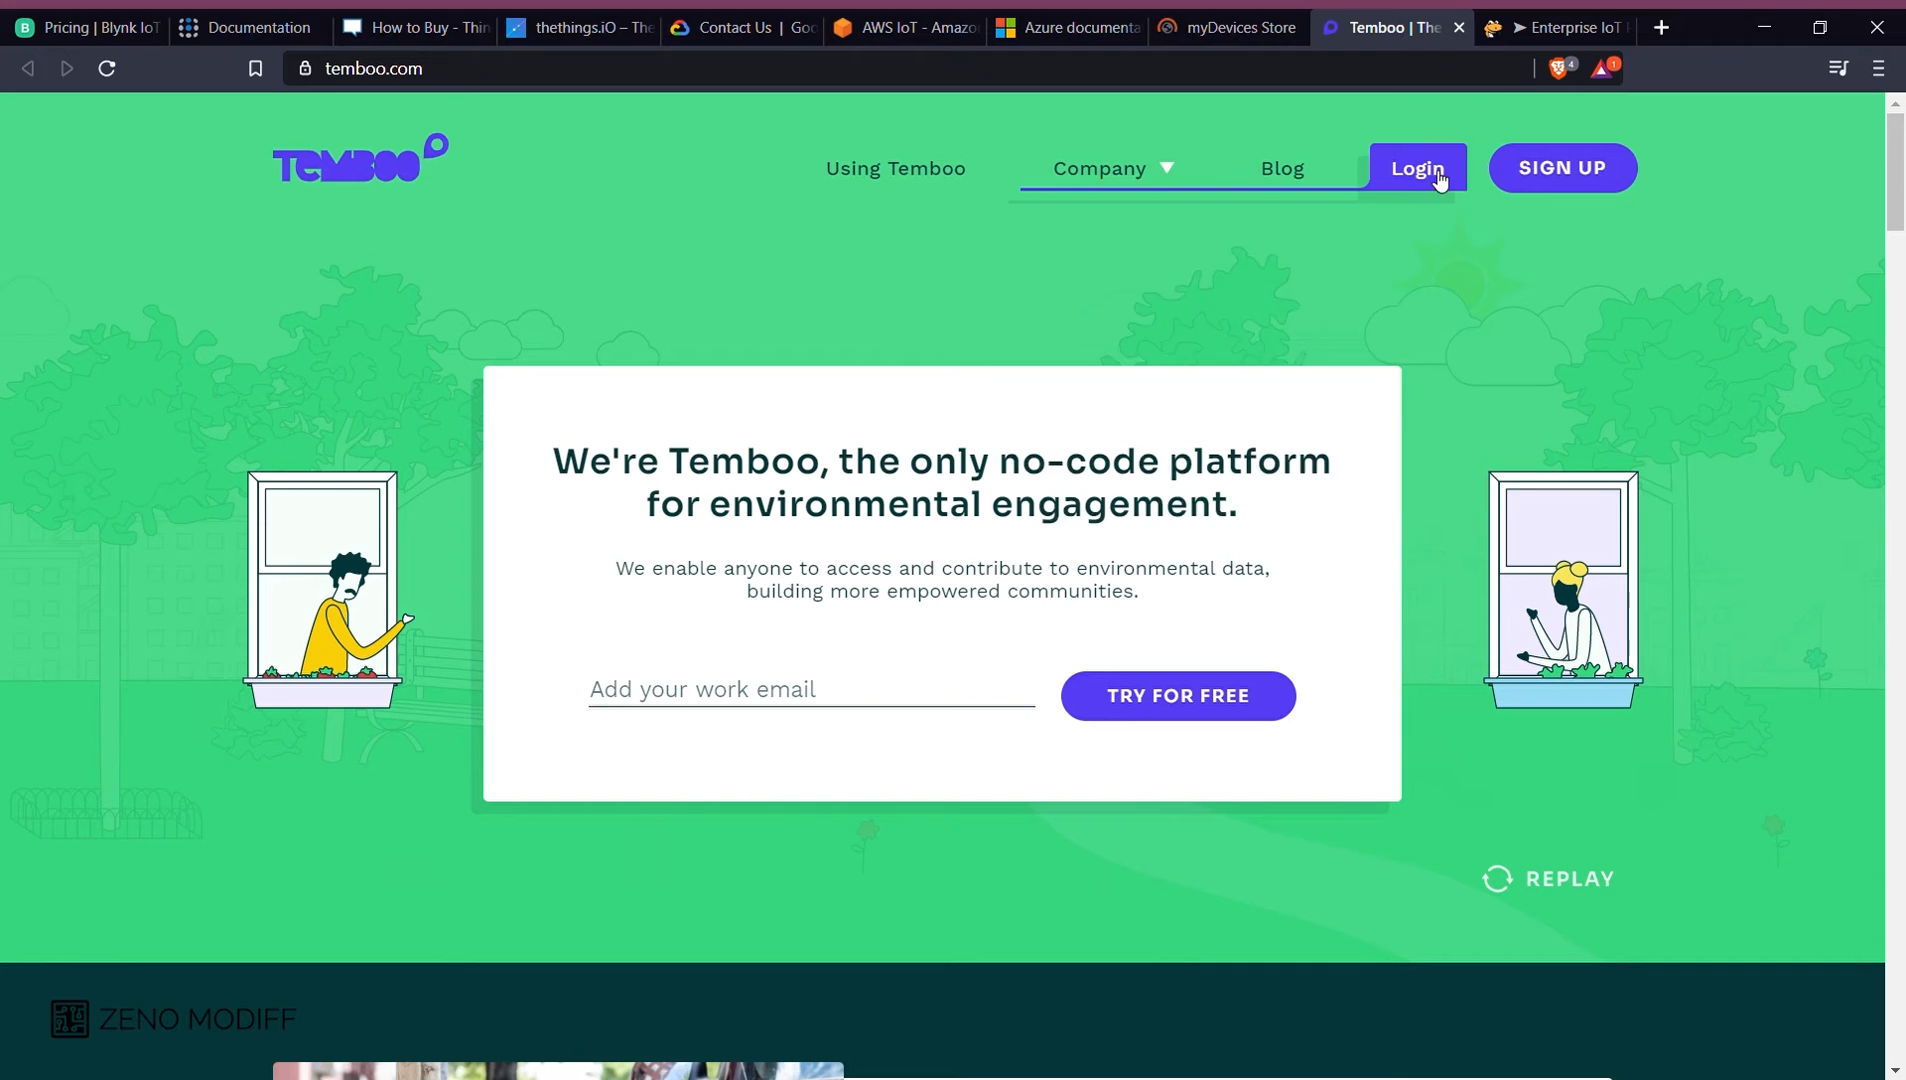 Pricing | Blynk IoT
Documentation
How to Buy - Thin
thethings.iO – The
Contact Us | Goo
AWS IoT - Amazo
Azure documenta
myDevices Store
Temboo | The
➤ Enterprise IoT
temboo.com
4
1
TEMBOO
Using Temboo
Company ▼
Blog
Login
SIGN UP
We're Temboo, the only no-code platform
for environmental engagement.
We enable anyone to access and contribute to environmental data,
building more empowered communities.
Add your work email
TRY FOR FREE
REPLAY
ZENO MODIFF